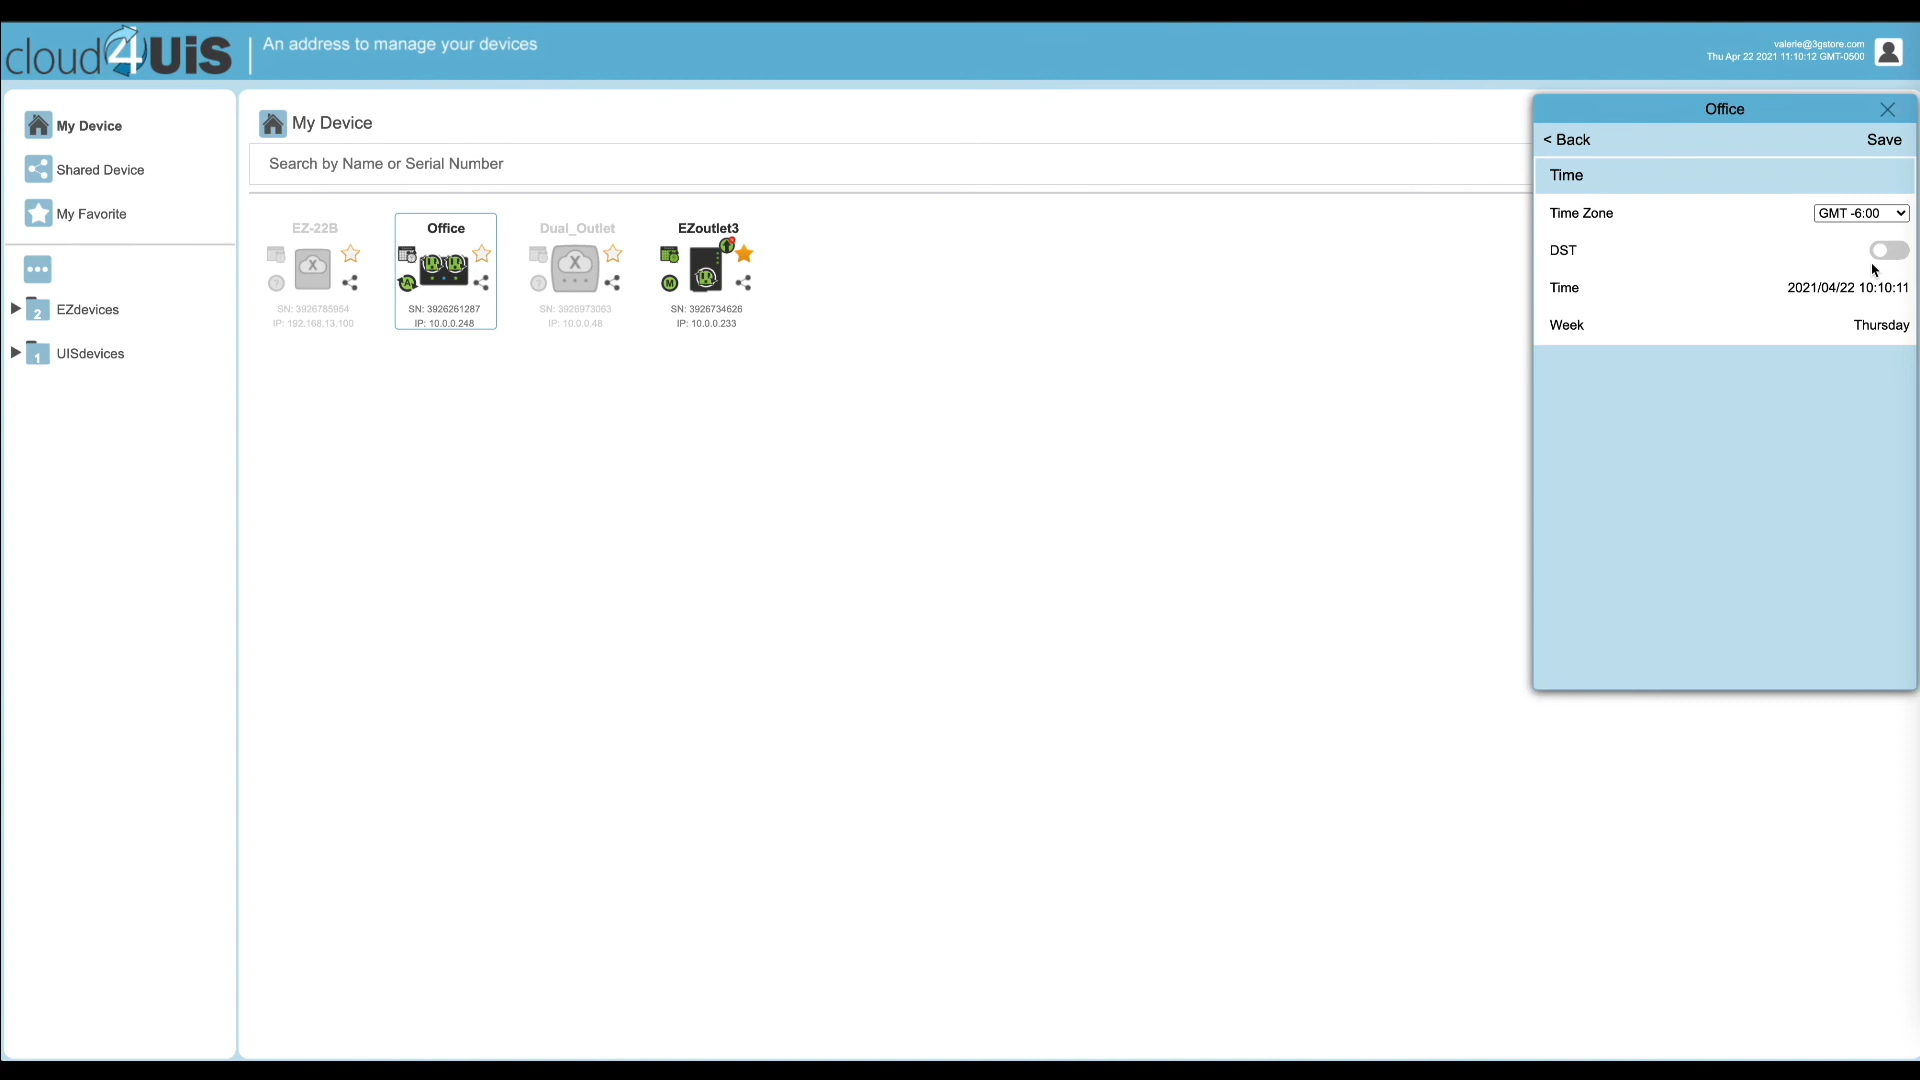 cloud4UiS
An address to manage your devices
valerie@3gstore.com
Thu Apr 22 2021 11:10:12 GMT-0500
My Device
Shared Device
My Favorite
2 EZdevices
1 UISdevices
My Device
Search by Name or Serial Number
EZ-22B
X
?
SN: 3926785954
IP: 192.168.13.100
Office
A
SN: 3926261287
IP: 10.0.0.248
Dual_Outlet
X
?
SN: 3926973063
IP: 10.0.0.48
EZoutlet3
M
SN: 3926734626
IP: 10.0.0.233
Office
< Back Save
Time
Time Zone GMT -6:00
DST
Time 2021/04/22 10:10:11
Week Thursday